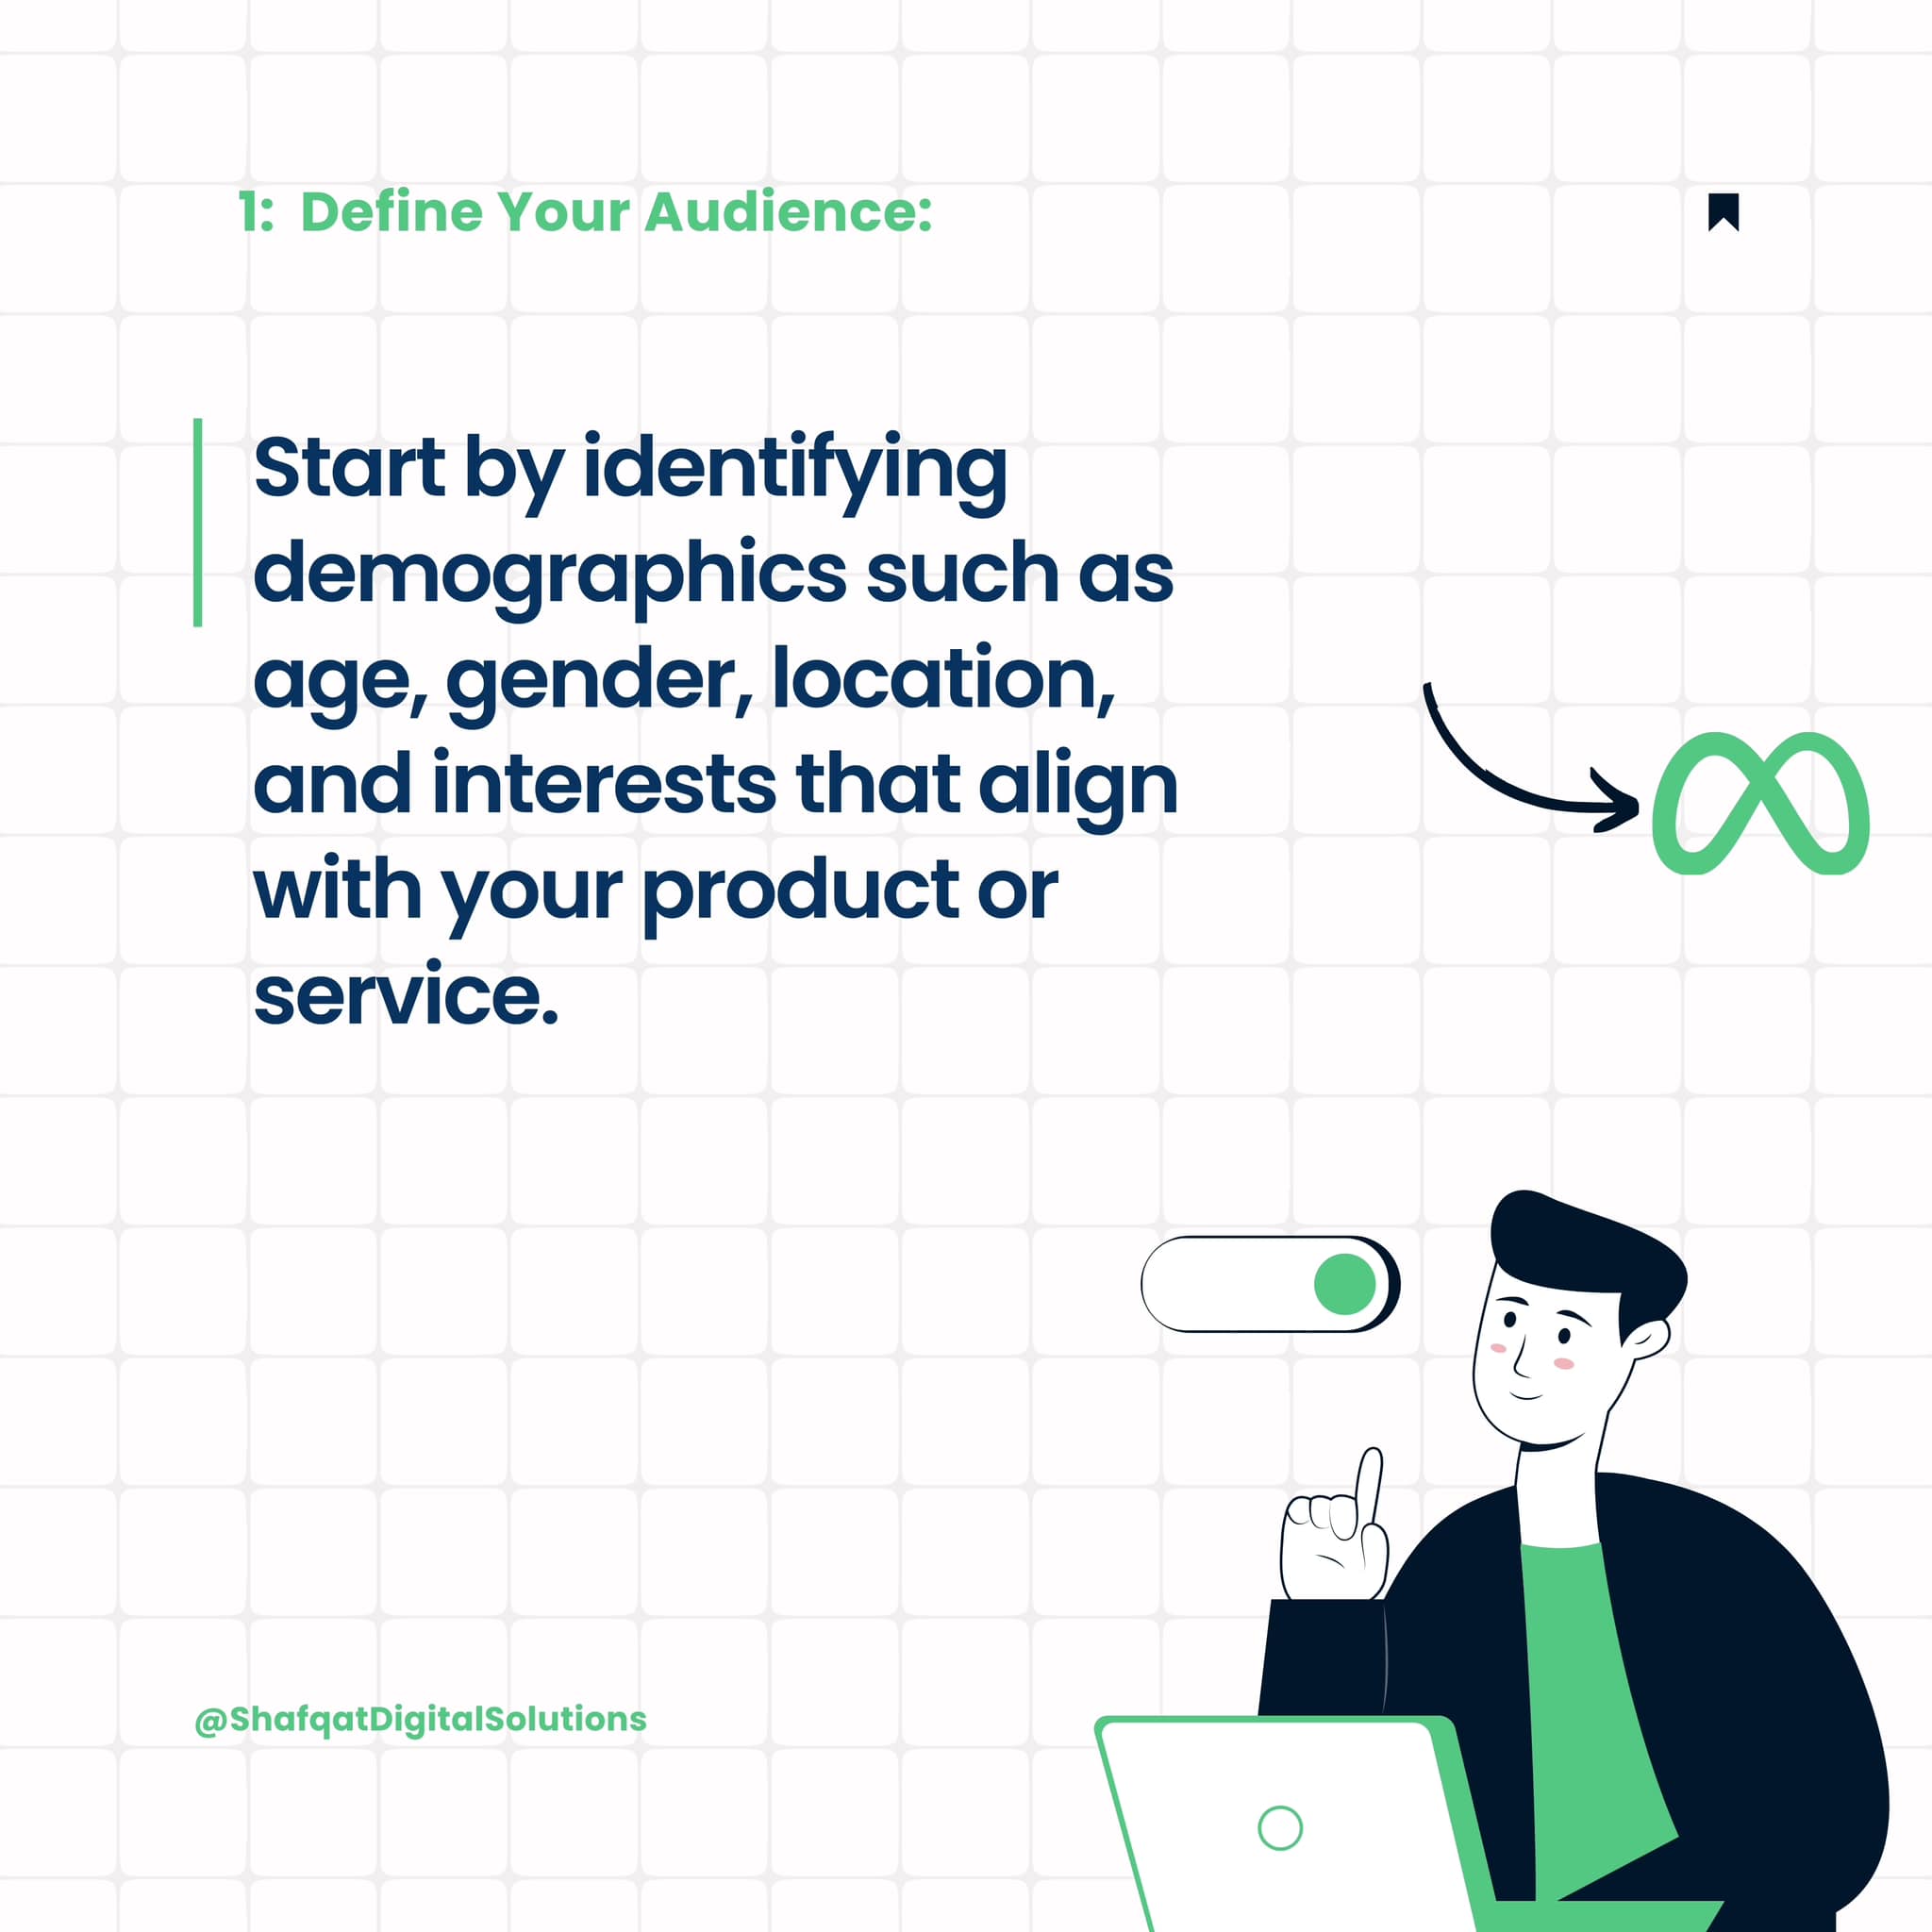 1: Define Your Audience:
Start by identifying
demographics such as
age, gender, location,
and interests that align
with your product or
service.
@ShafqatDigitalSolutions